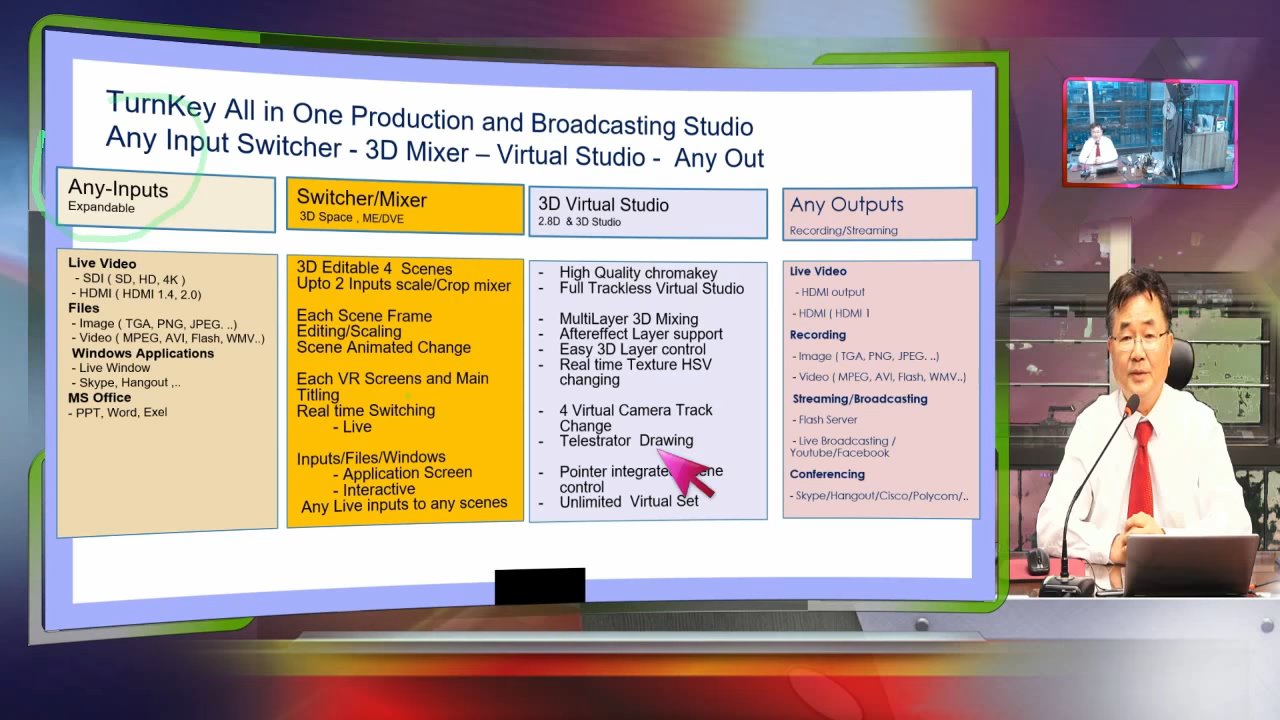 TurnKey All in One Production and Broadcasting Studio
Any Input Switcher - 3D Mixer – Virtual Studio - Any Out
Any-Inputs
Expandable
Live Video
- SDI ( SD, HD, 4K )
- HDMI ( HDMI 1.4, 2.0)
Files
- Image ( TGA, PNG, JPEG. ..)
- Video ( MPEG, AVI, Flash, WMV..)
Windows Applications
- Live Window
- Skype, Hangout ,..
MS Office
- PPT, Word, Exel
Switcher/Mixer
3D Space , ME/DVE
3D Editable 4 Scenes
Upto 2 Inputs scale/Crop mixer
Each Scene Frame
Editing/Scaling
Scene Animated Change
Each VR Screens and Main
Titling
Real time Switching
- Live
Inputs/Files/Windows
- Application Screen
- Interactive
Any Live inputs to any scenes
3D Virtual Studio
2.8D & 3D Studio
- High Quality chromakey
- Full Trackless Virtual Studio
- MultiLayer 3D Mixing
- Aftereffect Layer support
- Easy 3D Layer control
- Real time Texture HSV
changing
- 4 Virtual Camera Track
Change
- Telestrator Drawing
- Pointer
control
- Unlimited Virtual Set
Any Outputs
Recording/Streaming
Live Video
- HDMI output
- HDMI ( HDMI 1
Recording
- Image ( TGA, PNG, JPEG. ..)
- Video ( MPEG, AVI, Flash, WMV..)
Streaming/Broadcasting
- Flash Server
- Live Broadcasting /
Youtube/Facebook
Conferencing
- Skype/Hangout/Cisco/Polycom/..